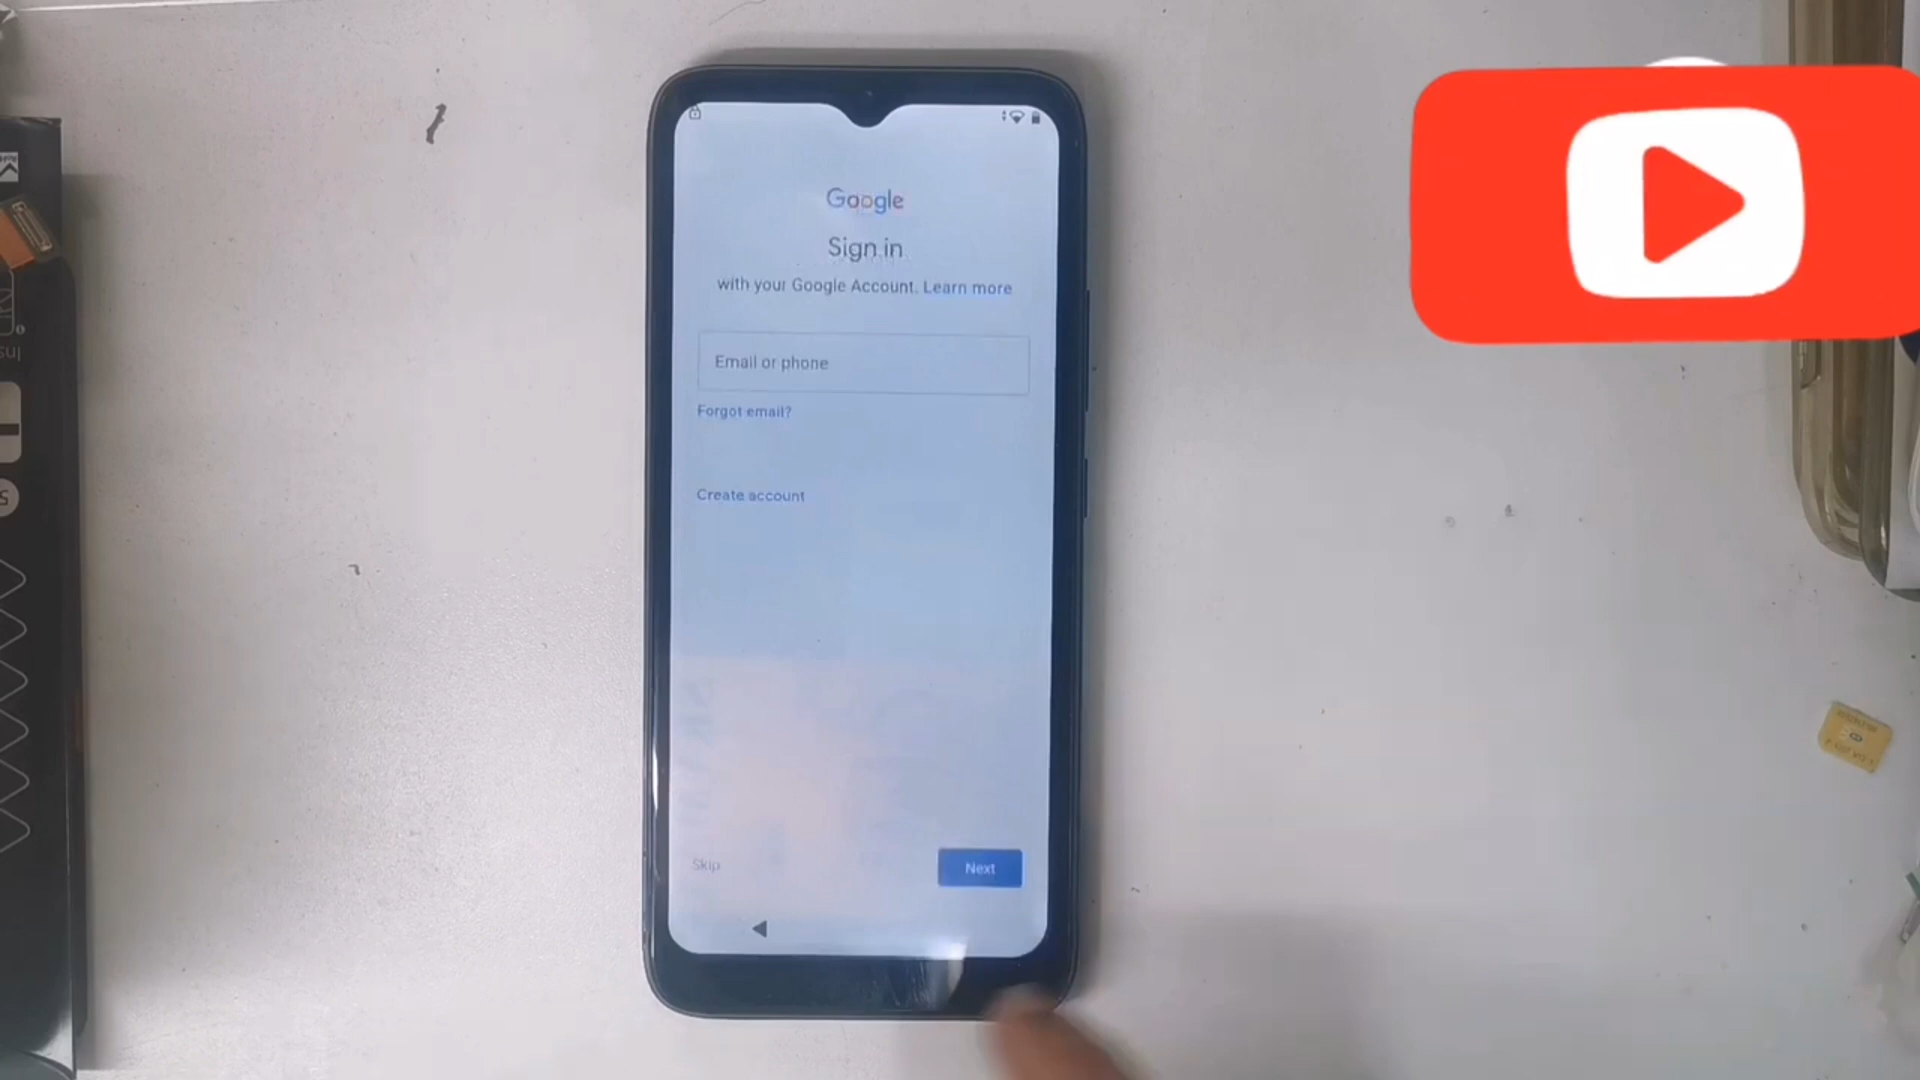 Google
Sign in
with your Google Account. Learn more
Email or phone
Forgot email?
Create account
Skip
Next